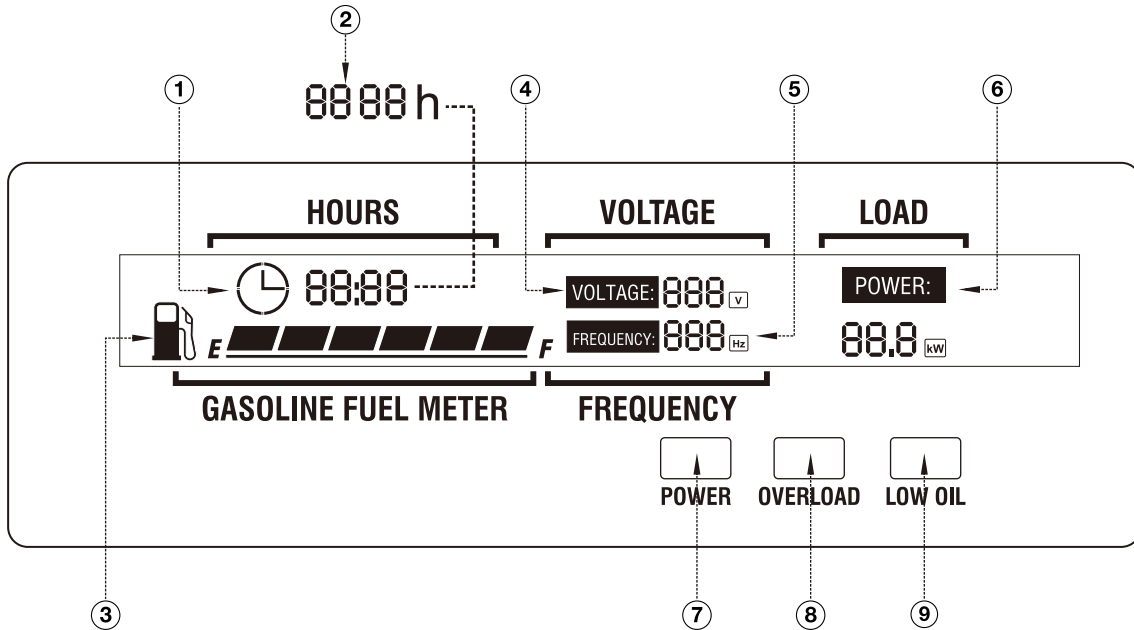 2
8888h
1
4
5
6
HOURS VOLTAGE LOAD
88:88
VOLTAGE: 888 V
POWER:
E F
FREQUENCY: 888 Hz
88.8 kW
GASOLINE FUEL METER FREQUENCY
POWER OVERLOAD LOW OIL
3
7
8
9